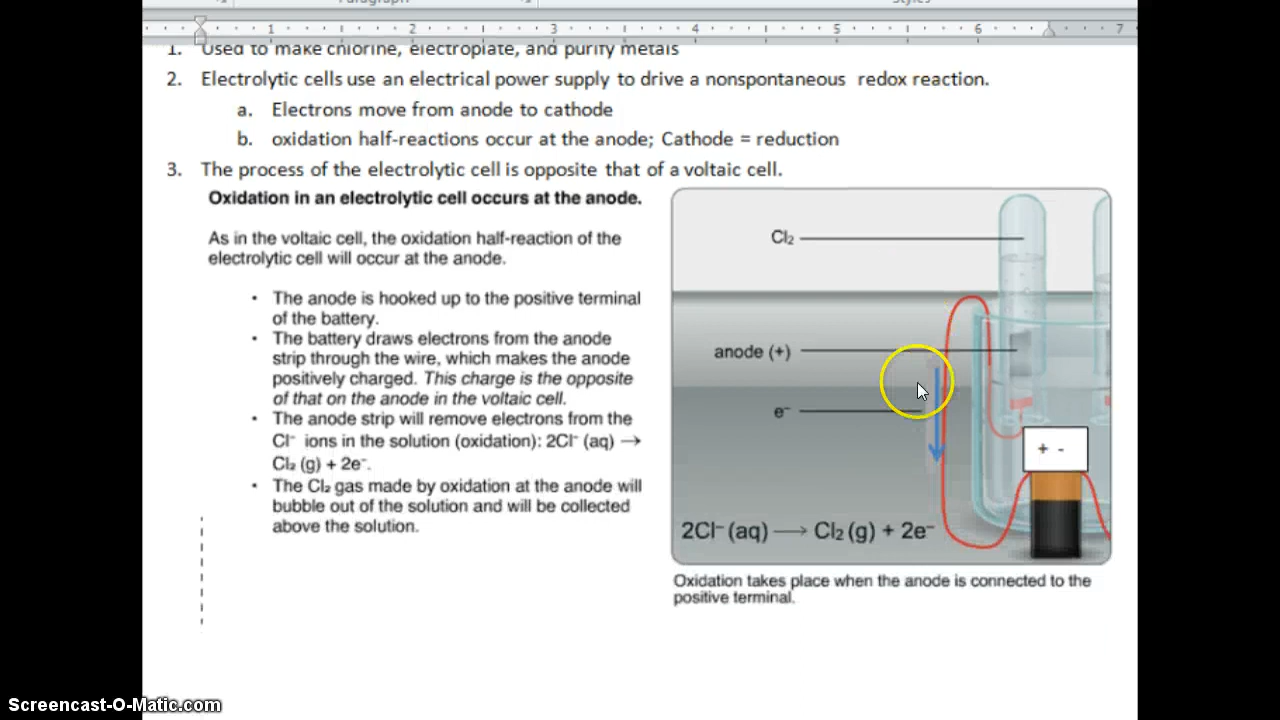 Paragraph
Styles
1 2 3 4 5 6 7
1. Used to make chlorine, electroplate, and purify metals
2. Electrolytic cells use an electrical power supply to drive a nonspontaneous redox reaction.
a. Electrons move from anode to cathode
b. oxidation half-reactions occur at the anode; Cathode = reduction
3. The process of the electrolytic cell is opposite that of a voltaic cell.
Oxidation in an electrolytic cell occurs at the anode.
As in the voltaic cell, the oxidation half-reaction of the
electrolytic cell will occur at the anode.
• The anode is hooked up to the positive terminal
of the battery.
• The battery draws electrons from the anode
strip through the wire, which makes the anode
positively charged. This charge is the opposite
of that on the anode in the voltaic cell.
• The anode strip will remove electrons from the
Cl⁻ ions in the solution (oxidation): 2Cl⁻ (aq) →
Cl₂ (g) + 2e⁻.
• The Cl₂ gas made by oxidation at the anode will
bubble out of the solution and will be collected
above the solution.
Cl₂
anode (+)
e⁻
+ -
2Cl⁻ (aq) → Cl₂ (g) + 2e⁻
Oxidation takes place when the anode is connected to the
positive terminal.
Screencast-O-Matic.com